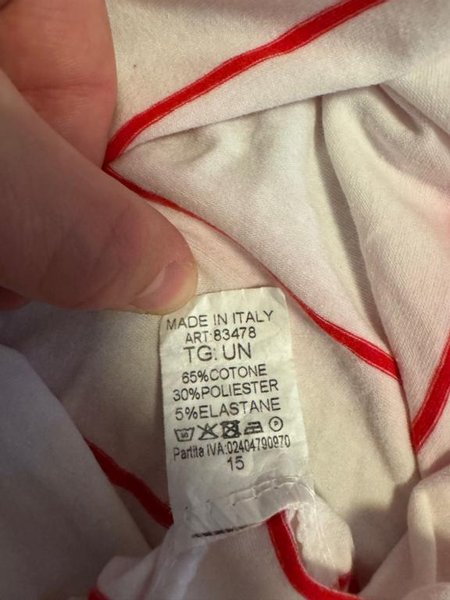 MADE IN ITALY
ART:83478
TG: UN
65%COTONE
30%POLIESTER
5%ELASTANE
Partita IVA:02404790970
15